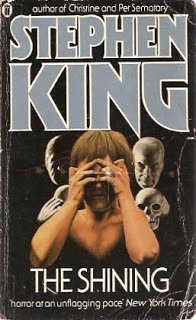 author of Christine and Pet Sematary
STEPHEN
KING
THE SHINING
'horror at an unflagging pace' New York Times